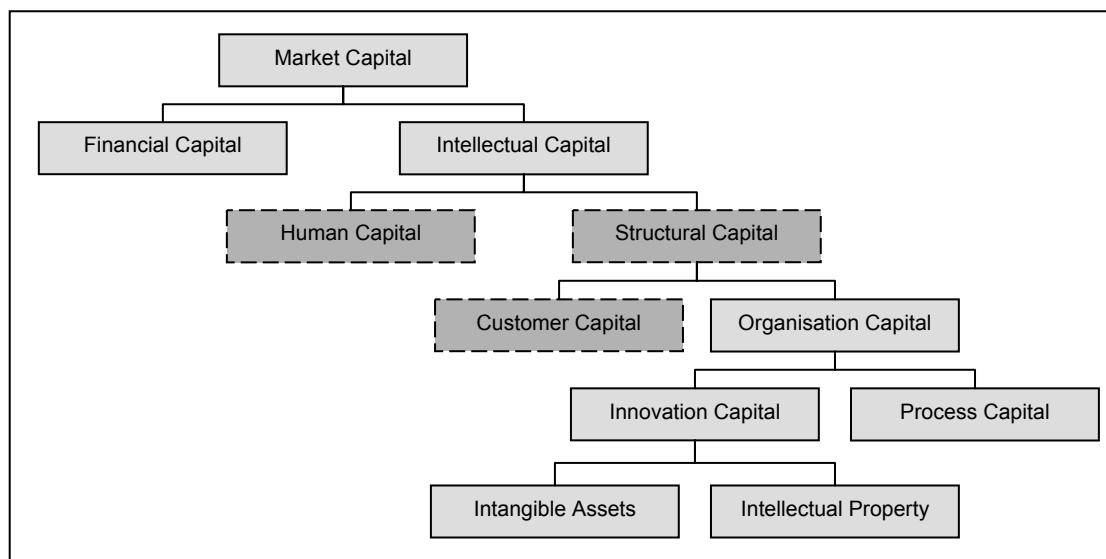 Market Capital
Financial Capital
Intellectual Capital
Human Capital
Structural Capital
Customer Capital
Organisation Capital
Innovation Capital
Process Capital
Intangible Assets
Intellectual Property